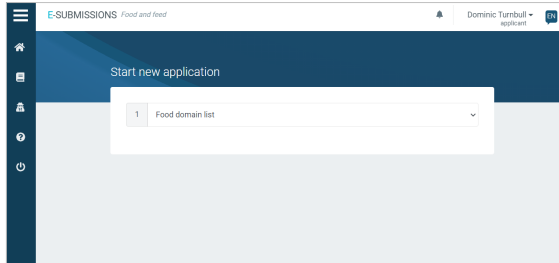 E-SUBMISSIONS Food and feed
Dominic Turnbull
applicant
EN
Start new application
1 Food domain list